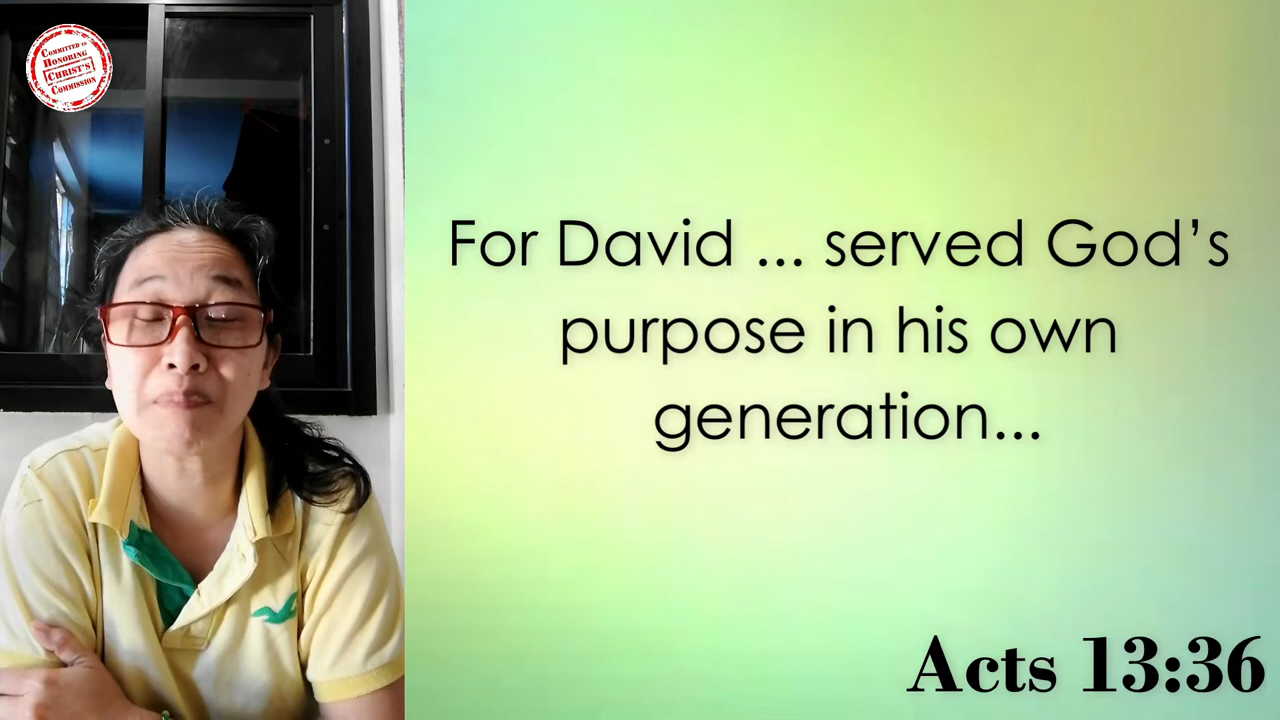 COMMITTED TO
HONORING
CHRIST'S
COMMISSION
For David ... served God’s
purpose in his own
generation...
Acts 13:36